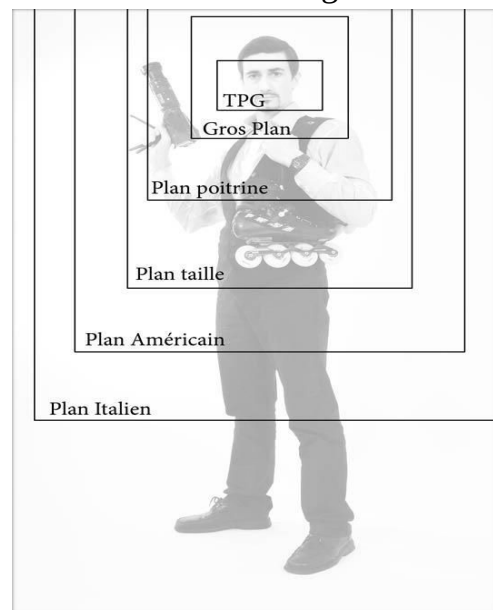 TPG
Gros Plan
Plan poitrine
Plan taille
Plan Américain
Plan Italien